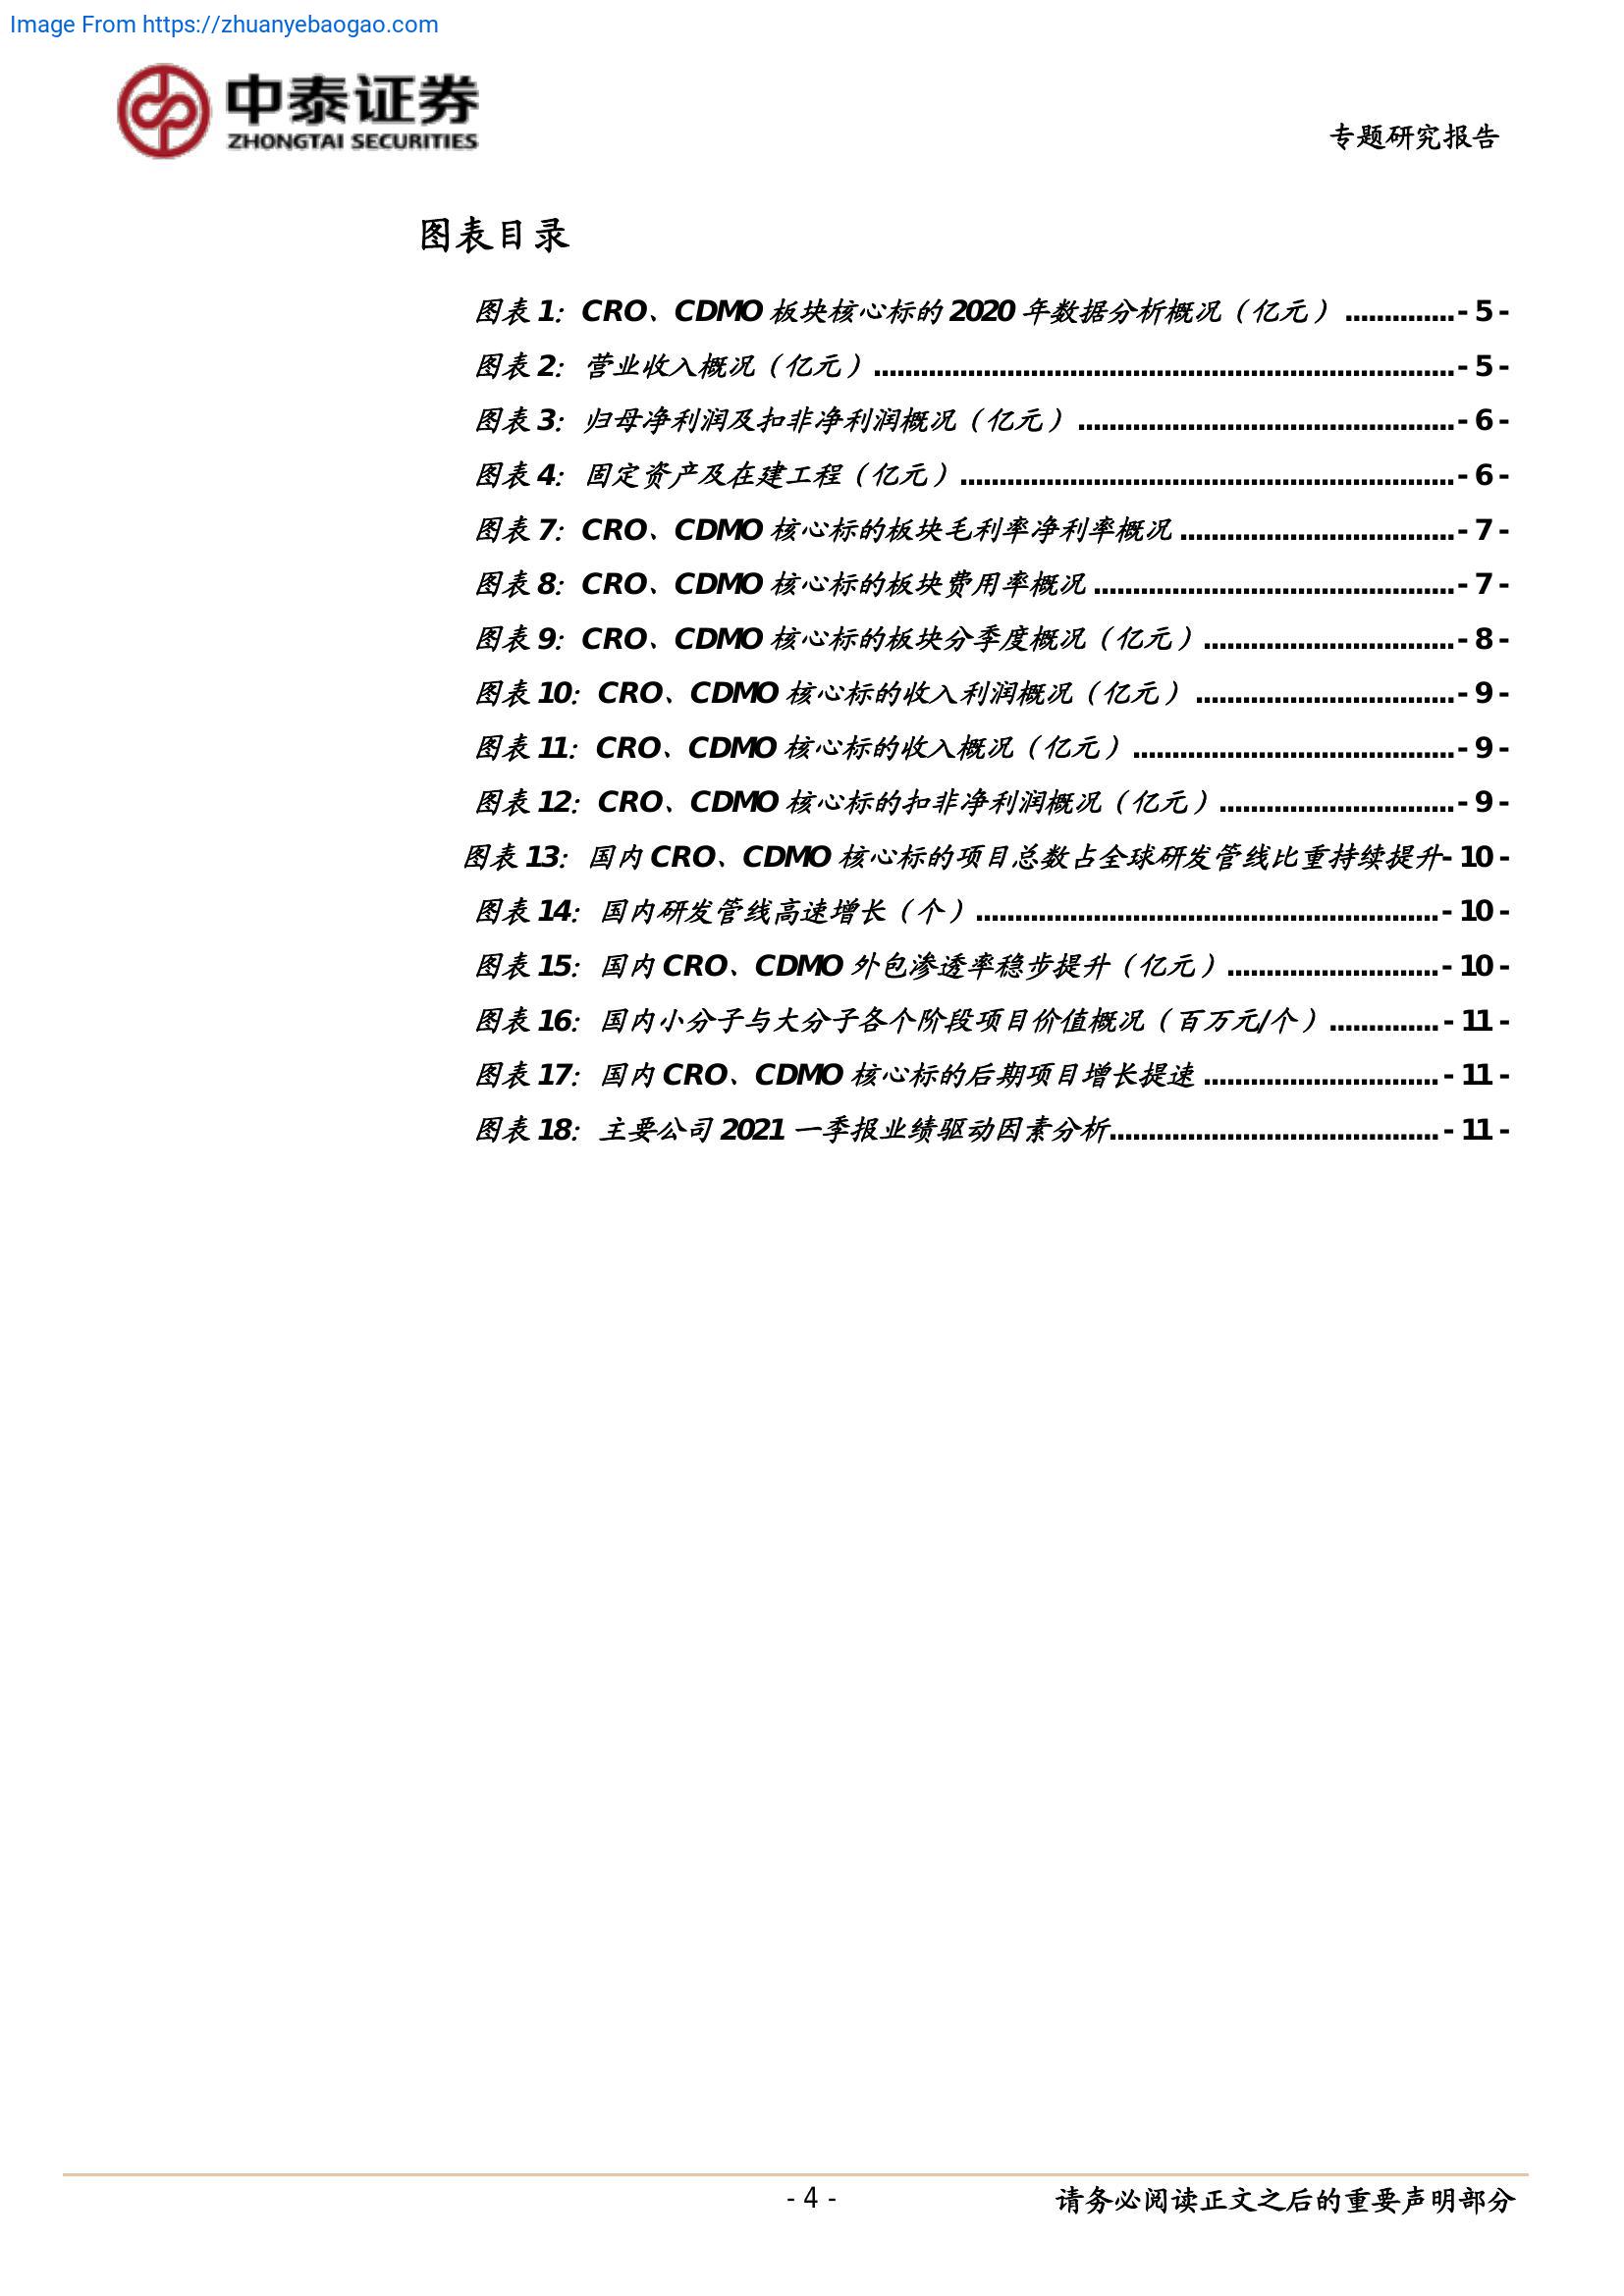 Image From https://zhuanyebaogao.com
中泰证券
ZHONGTAI SECURITIES
专题研究报告
图表目录
图表 1：CRO、CDMO 板块核心标的 2020 年数据分析概况（亿元）..............- 5 -
图表 2：营业收入概况（亿元）..........................................................................- 5 -
图表 3：归母净利润及扣非净利润概况（亿元）................................................- 6 -
图表 4：固定资产及在建工程（亿元）...............................................................- 6 -
图表 7：CRO、CDMO 核心标的板块毛利率净利率概况...................................- 7 -
图表 8：CRO、CDMO 核心标的板块费用率概况..............................................- 7 -
图表 9：CRO、CDMO 核心标的板块分季度概况（亿元）................................- 8 -
图表 10：CRO、CDMO 核心标的收入利润概况（亿元）.................................- 9 -
图表 11：CRO、CDMO 核心标的收入概况（亿元）.........................................- 9 -
图表 12：CRO、CDMO 核心标的扣非净利润概况（亿元）..............................- 9 -
图表 13：国内 CRO、CDMO 核心标的项目总数占全球研发管线比重持续提升- 10 -
图表 14：国内研发管线高速增长（个）...........................................................- 10 -
图表 15：国内 CRO、CDMO 外包渗透率稳步提升（亿元）...........................- 10 -
图表 16：国内小分子与大分子各个阶段项目价值概况（百万元/个）..............- 11 -
图表 17：国内 CRO、CDMO 核心标的后期项目增长提速..............................- 11 -
图表 18：主要公司 2021 一季报业绩驱动因素分析..........................................- 11 -
- 4 -
请务必阅读正文之后的重要声明部分